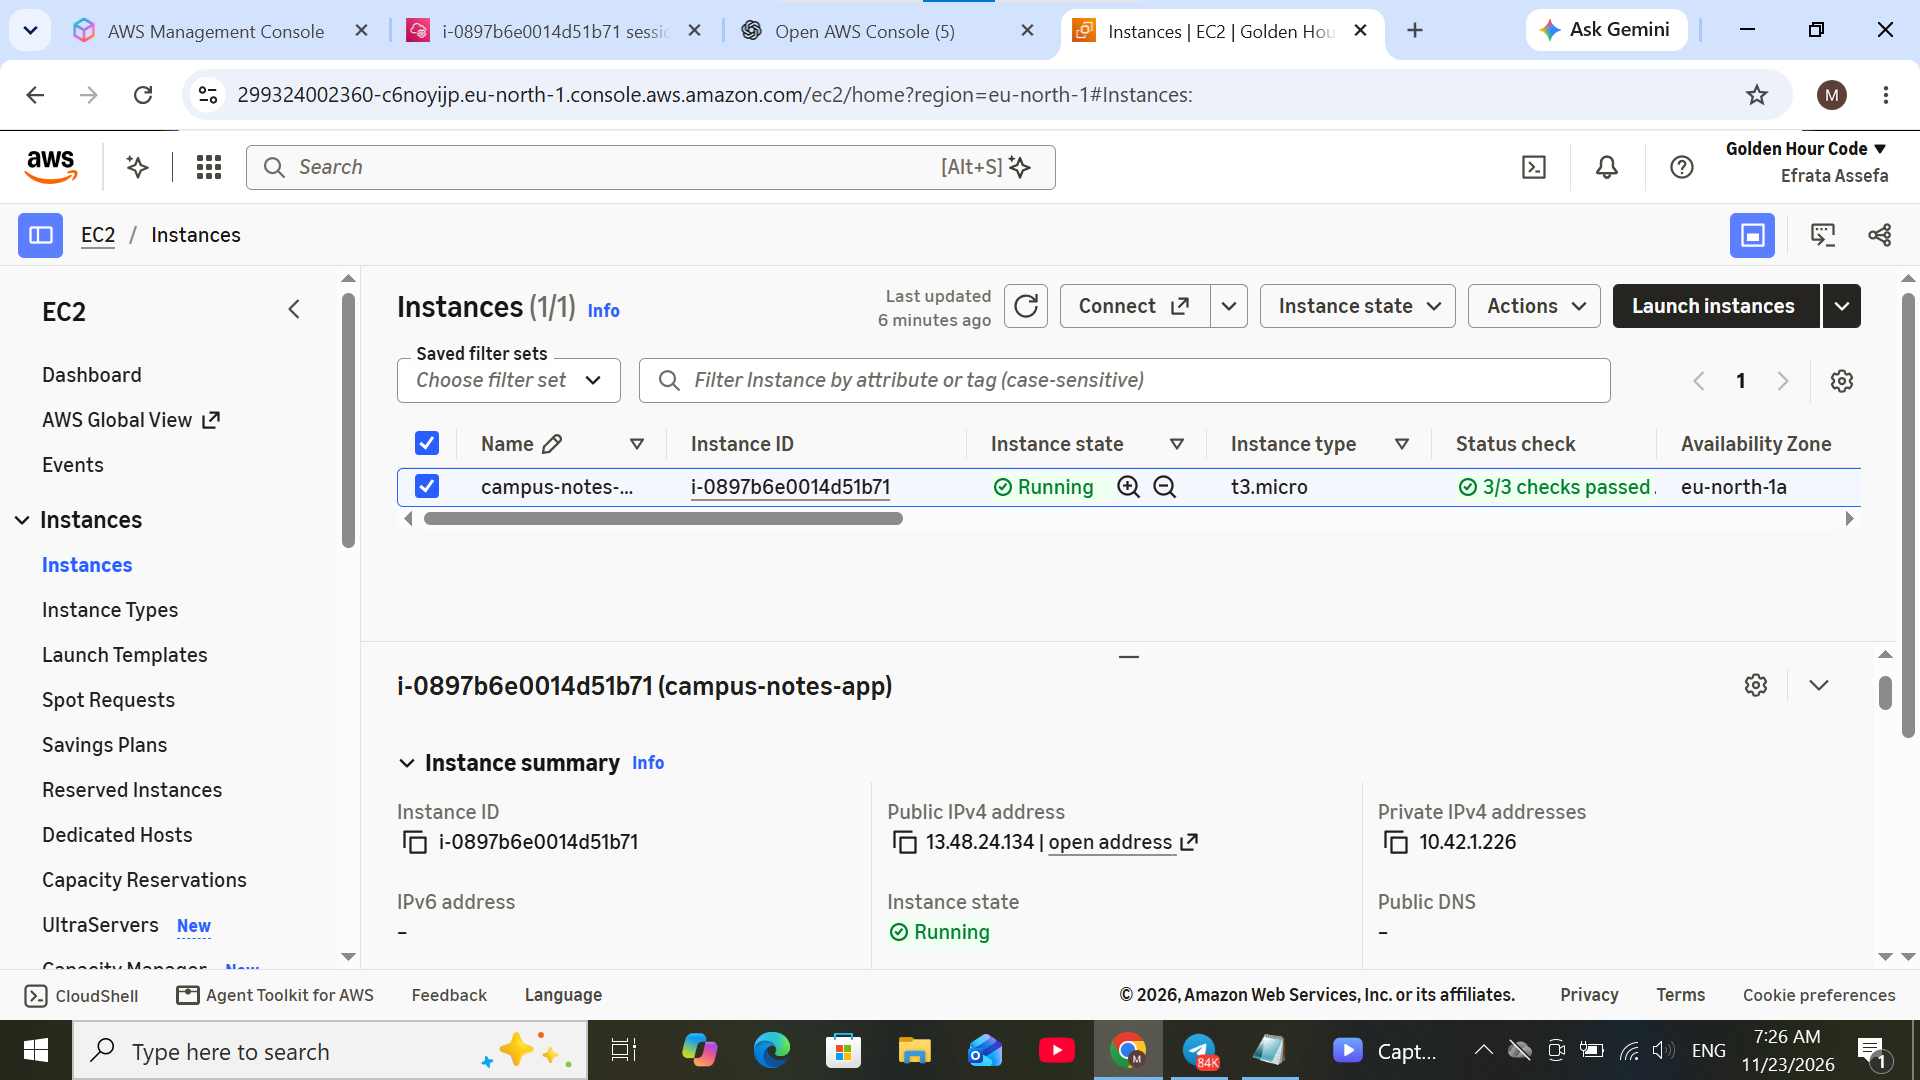 AWS Management Console
i-0897b6e0014d51b71 sessi
Open AWS Console (5)
Instances | EC2 | Golden Hou
Ask Gemini
299324002360-c6noyijp.eu-north-1.console.aws.amazon.com/ec2/home?region=eu-north-1#Instances:
M
aws
Search
[Alt+S]
Golden Hour Code
Efrata Assefa
EC2 / Instances
EC2
Dashboard
AWS Global View
Events
Instances
Instances
Instance Types
Launch Templates
Spot Requests
Savings Plans
Reserved Instances
Dedicated Hosts
Capacity Reservations
UltraServers New
Capacity Manager New
Instances (1/1) Info
Last updated
6 minutes ago
Connect
Instance state
Actions
Launch instances
Saved filter sets
Choose filter set
Filter Instance by attribute or tag (case-sensitive)
1
Name
Instance ID
Instance state
Instance type
Status check
Availability Zone
campus-notes-...
i-0897b6e0014d51b71
Running
t3.micro
3/3 checks passed
eu-north-1a
i-0897b6e0014d51b71 (campus-notes-app)
Instance summary Info
Instance ID
i-0897b6e0014d51b71
Public IPv4 address
13.48.24.134 | open address
Private IPv4 addresses
10.42.1.226
IPv6 address
–
Instance state
Running
Public DNS
–
CloudShell
Agent Toolkit for AWS
Feedback
Language
© 2026, Amazon Web Services, Inc. or its affiliates.
Privacy
Terms
Cookie preferences
Type here to search
M
84K
Capt...
ENG
7:26 AM
11/23/2026
1